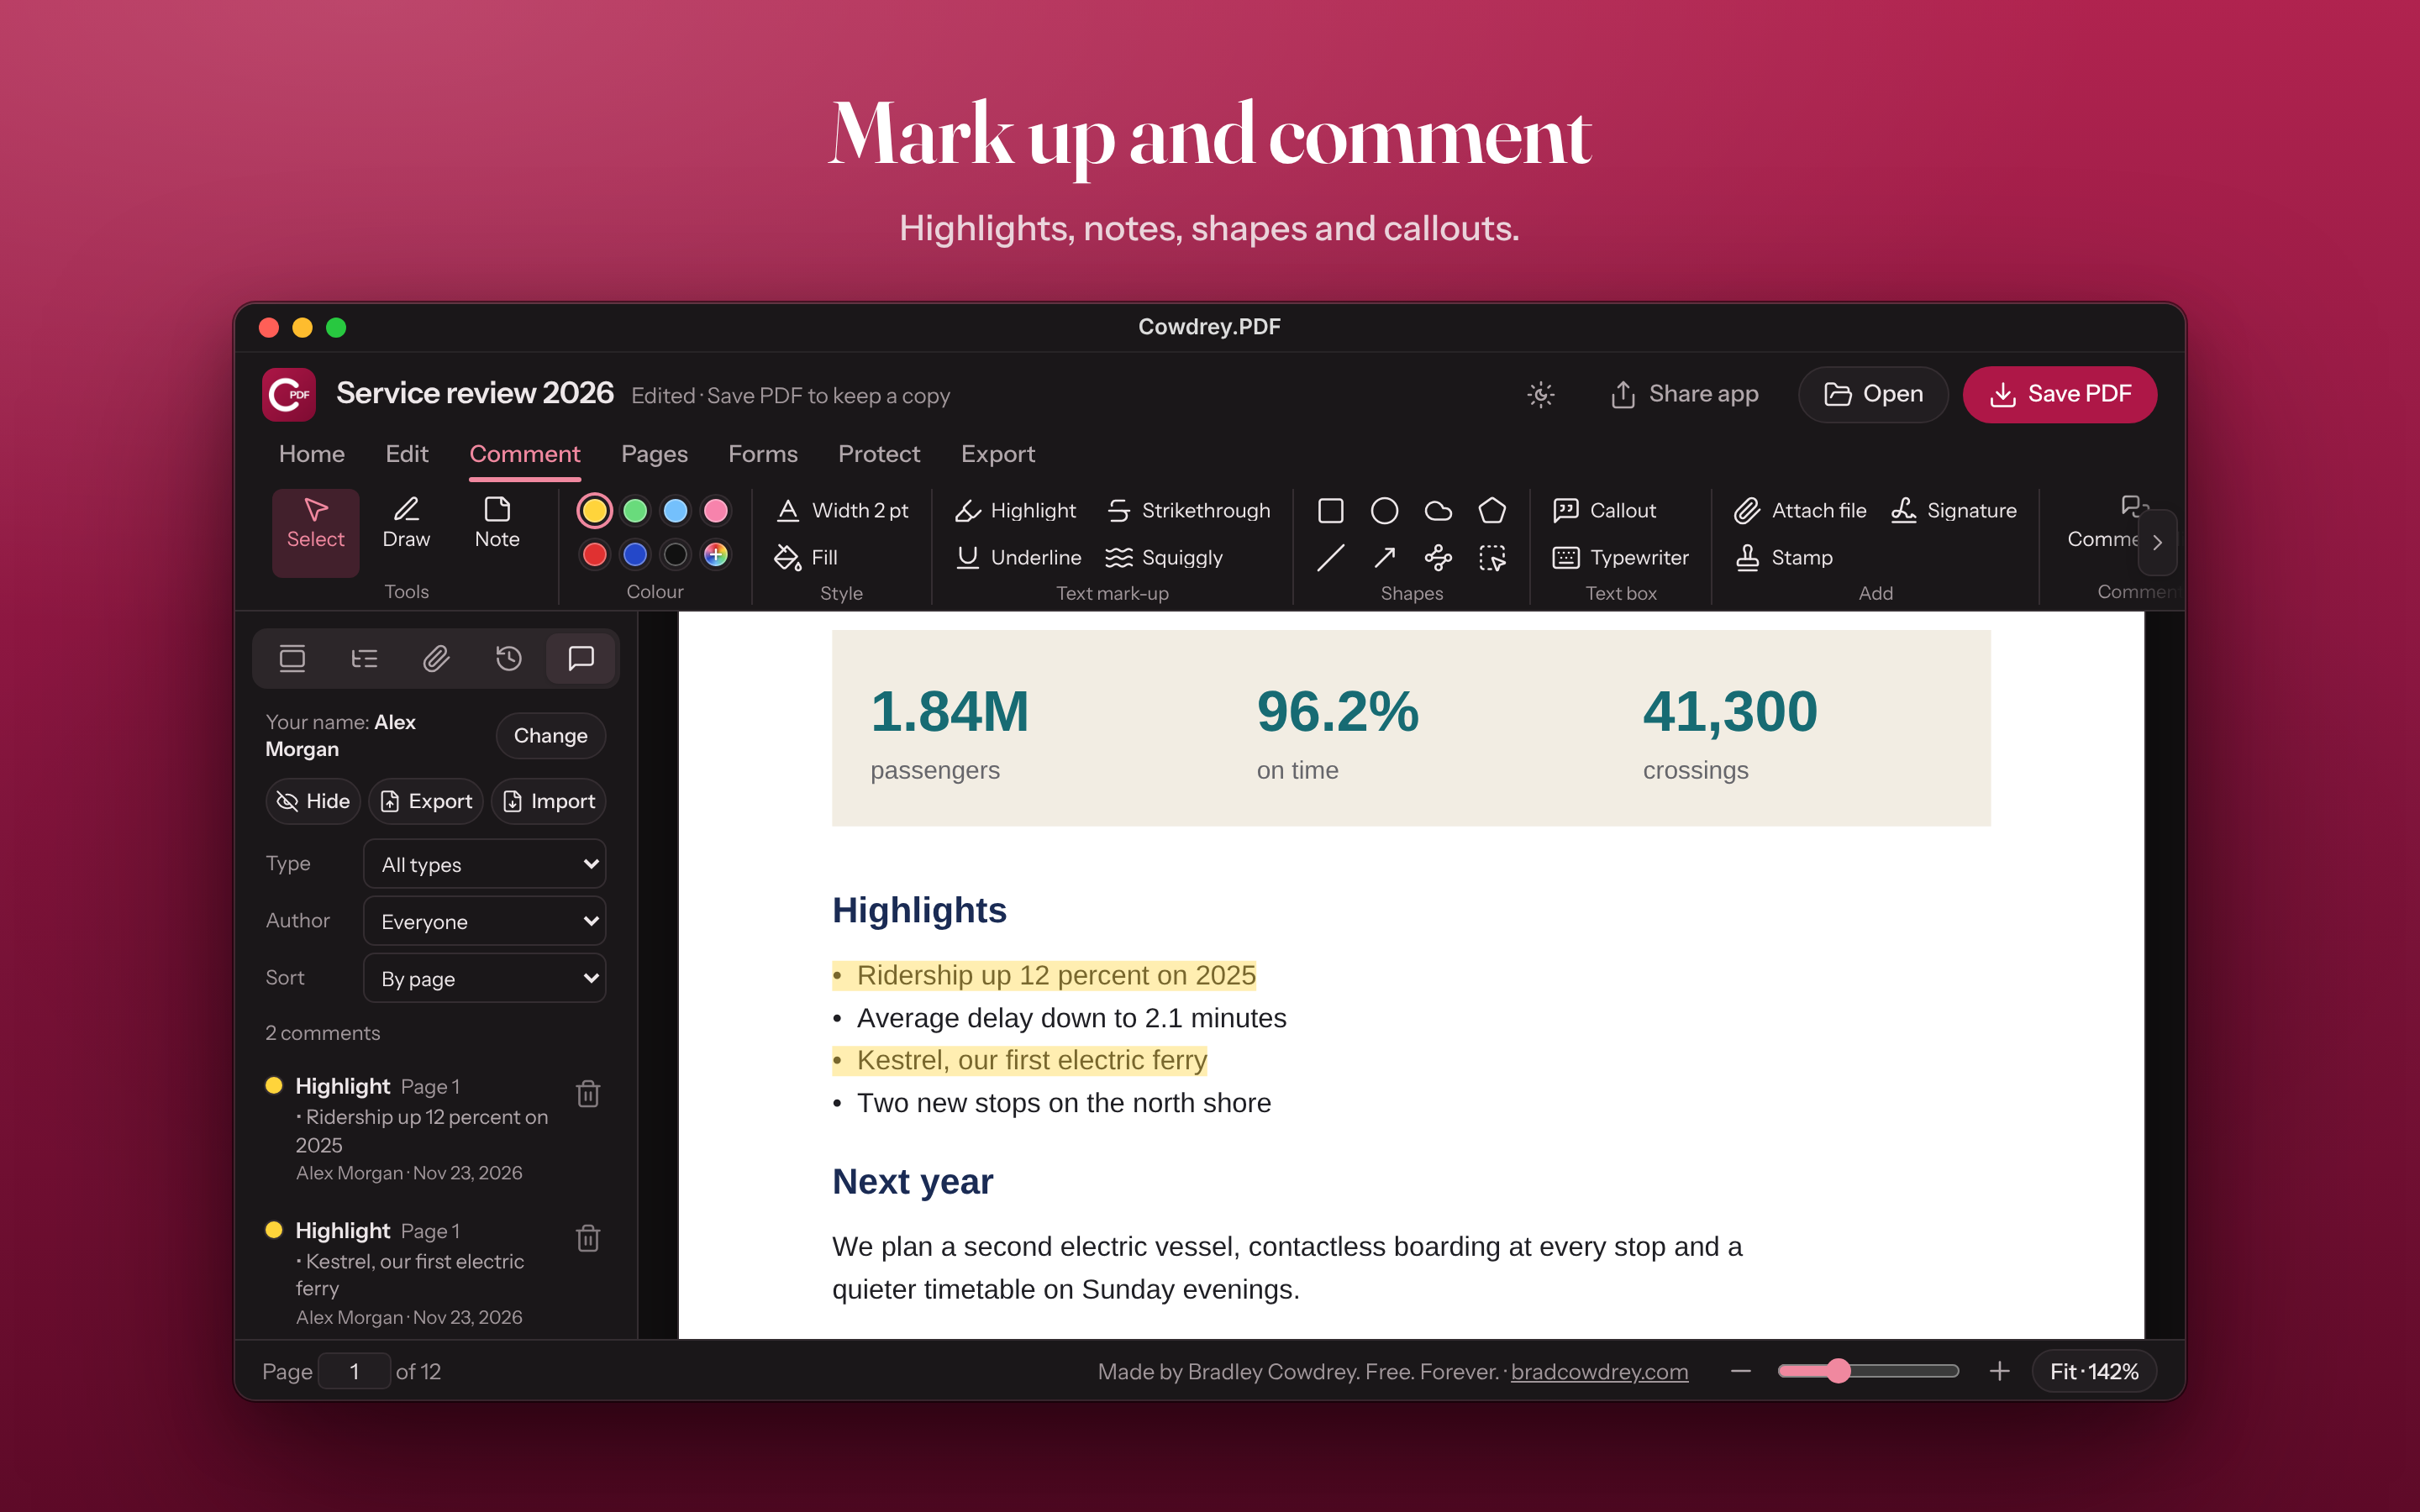 Mark up and comment
Highlights, notes, shapes and callouts.
Cowdrey.PDF
PDF
Service review 2026 Edited · Save PDF to keep a copy
Share app
Open
Save PDF
Home Edit Comment Pages Forms Protect Export
Select Draw Note
Tools
Colour
Width 2 pt
Fill
Style
Highlight Strikethrough
Underline Squiggly
Text mark-up
Shapes
Callout
Typewriter
Text box
Attach file Signature
Stamp
Add
Comme
Comment
Your name: Alex
Morgan
Change
Hide Export Import
Type All types
Author Everyone
Sort By page
2 comments
Highlight Page 1
· Ridership up 12 percent on
2025
Alex Morgan · Nov 23, 2026
Highlight Page 1
· Kestrel, our first electric
ferry
Alex Morgan · Nov 23, 2026
1.84M 96.2% 41,300
passengers on time crossings
Highlights
• Ridership up 12 percent on 2025
• Average delay down to 2.1 minutes
• Kestrel, our first electric ferry
• Two new stops on the north shore
Next year
We plan a second electric vessel, contactless boarding at every stop and a
quieter timetable on Sunday evenings.
Page 1 of 12
Made by Bradley Cowdrey. Free. Forever. · bradcowdrey.com
Fit · 142%